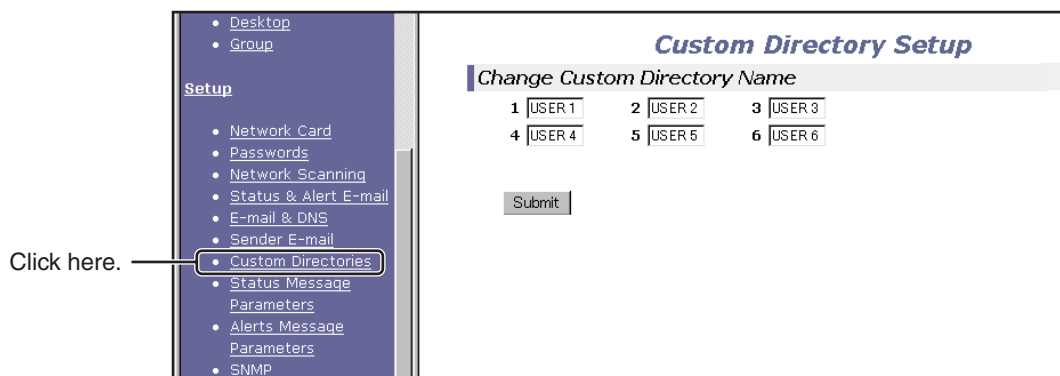 Desktop
Group
Setup
Network Card
Passwords
Network Scanning
Status & Alert E-mail
E-mail & DNS
Sender E-mail
Custom Directories
Status Message
Parameters
Alerts Message
Parameters
SNMP
Click here.
Custom Directory Setup
Change Custom Directory Name
1 USER 1 2 USER 2 3 USER 3
4 USER 4 5 USER 5 6 USER 6
Submit